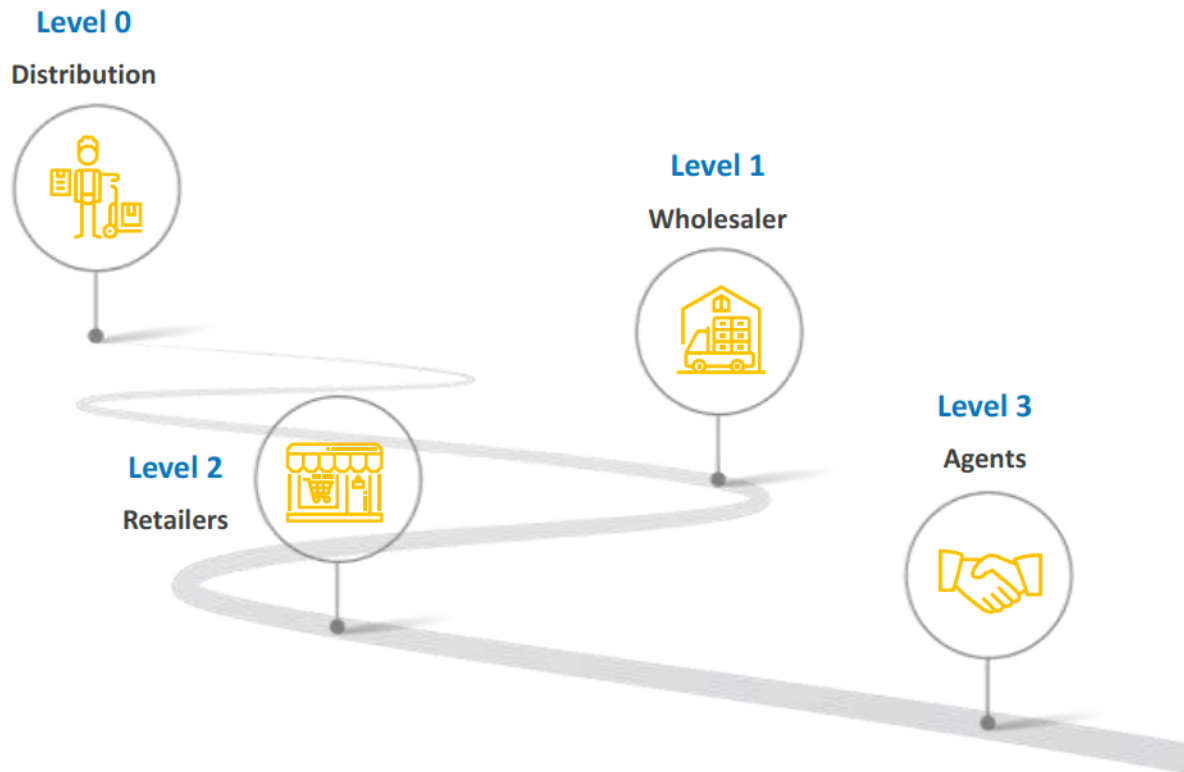 Level 0
Distribution
Level 1
Wholesaler
Level 2
Retailers
Level 3
Agents